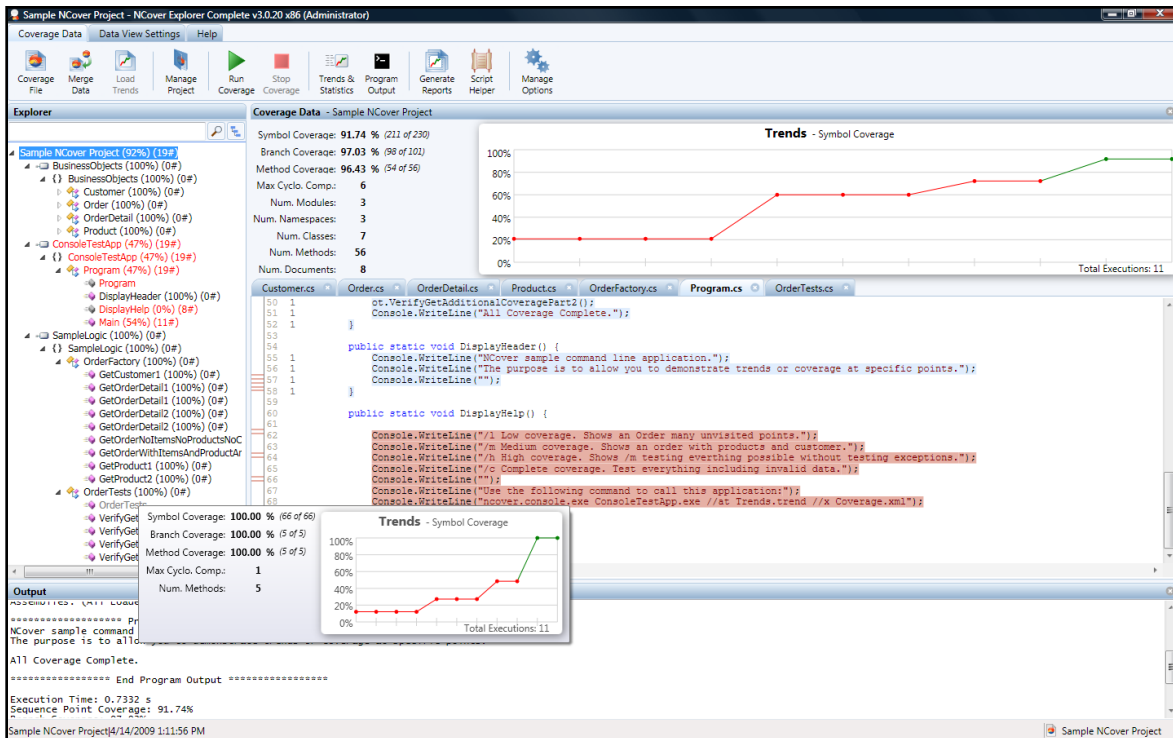 Sample NCover Project - NCover Explorer Complete v3.0.20 x86 (Administrator)
Coverage Data Data View Settings Help
Coverage File
Merge Data
Load Trends
Manage Project
Run Coverage
Stop Coverage
Trends & Statistics
Program Output
Generate Reports
Script Helper
Manage Options
Explorer
Sample NCover Project (92%) (19#)
BusinessObjects (100%) (0#)
{} BusinessObjects (100%) (0#)
Customer (100%) (0#)
Order (100%) (0#)
OrderDetail (100%) (0#)
Product (100%) (0#)
ConsoleTestApp (47%) (19#)
{} ConsoleTestApp (47%) (19#)
Program (47%) (19#)
Program
DisplayHeader (100%) (0#)
DisplayHelp (0%) (8#)
Main (54%) (11#)
SampleLogic (100%) (0#)
{} SampleLogic (100%) (0#)
OrderFactory (100%) (0#)
GetCustomer1 (100%) (0#)
GetOrderDetail1 (100%) (0#)
GetOrderDetail1 (100%) (0#)
GetOrderDetail2 (100%) (0#)
GetOrderDetail2 (100%) (0#)
GetOrderNoItemsNoProductsNoC
GetOrderWithItemsAndProductAr
GetProduct1 (100%) (0#)
GetProduct2 (100%) (0#)
OrderTests (100%) (0#)
OrderTests
VerifyGet
VerifyGet
VerifyGet
VerifyGet
Coverage Data - Sample NCover Project
Symbol Coverage: 91.74 % (211 of 230)
Branch Coverage: 97.03 % (98 of 101)
Method Coverage: 96.43 % (54 of 56)
Max Cyclo. Comp.: 6
Num. Modules: 3
Num. Namespaces: 3
Num. Classes: 7
Num. Methods: 56
Num. Documents: 8
Trends - Symbol Coverage
100%
80%
60%
40%
20%
0%
Total Executions: 11
Customer.cs Order.cs OrderDetail.cs Product.cs OrderFactory.cs Program.cs OrderTests.cs
50 1 ot.VerifyGetAdditionalCoveragePart2();
51 1 Console.WriteLine("All Coverage Complete.");
52 1 }
53
54 public static void DisplayHeader() {
55 1 Console.WriteLine("NCover sample command line application.");
56 1 Console.WriteLine("The purpose is to allow you to demonstrate trends or coverage at specific points.");
57 1 Console.WriteLine("");
58 1 }
59
60 public static void DisplayHelp() {
61
62 Console.WriteLine("/l Low coverage. Shows an Order many unvisited points.");
63 Console.WriteLine("/m Medium coverage. Shows an order with products and customer.");
64 Console.WriteLine("/h High coverage. Shows /m testing everthing possible without testing exceptions.");
65 Console.WriteLine("/c Complete coverage. Test everything including invalid data.");
66 Console.WriteLine("");
67 Console.WriteLine("Use the following command to call this application:");
68 Console.WriteLine("ncover.console.exe ConsoleTestApp.exe //at Trends.trend //x Coverage.xml");
Symbol Coverage: 100.00 % (66 of 66)
Branch Coverage: 100.00 % (5 of 5)
Method Coverage: 100.00 % (5 of 5)
Max Cyclo. Comp.: 1
Num. Methods: 5
Trends - Symbol Coverage
100%
80%
60%
40%
20%
0%
Total Executions: 11
Output
****************** Pr
NCover sample command
The purpose is to allo
All Coverage Complete.
***************** End Program Output *****************
Execution Time: 0.7332 s
Sequence Point Coverage: 91.74%
Sample NCover Project|4/14/2009 1:11:56 PM
Sample NCover Project